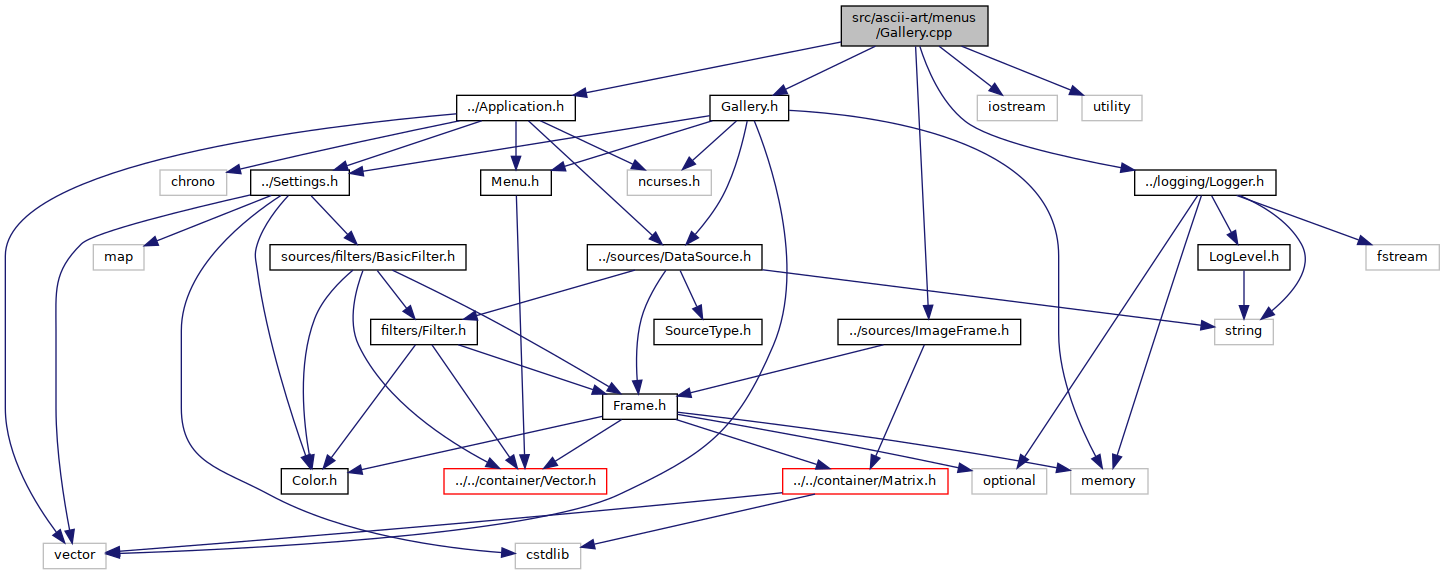 src/ascii-art/menus
/Gallery.cpp
../Application.h
Gallery.h
iostream
utility
chrono
../Settings.h
Menu.h
ncurses.h
../logging/Logger.h
map
sources/filters/BasicFilter.h
../sources/DataSource.h
LogLevel.h
fstream
filters/Filter.h
SourceType.h
../sources/ImageFrame.h
string
Frame.h
Color.h
../../container/Vector.h
../../container/Matrix.h
optional
memory
vector
cstdlib